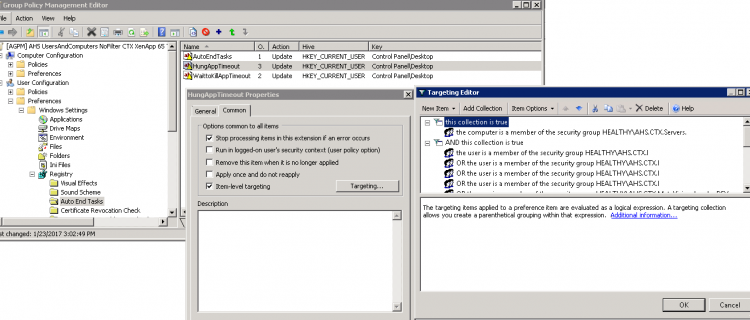 Group Policy Management Editor
File Action View Help
[AGPM] AHS UsersAndComputers NoFilter CTX XenApp 65
Computer Configuration
Policies
Preferences
User Configuration
Policies
Preferences
Windows Settings
Applications
Drive Maps
Environment
Files
Folders
Ini Files
Registry
Visual Effects
Sound Scheme
Auto End Tasks
Certificate Revocation Check
st changed: 1/23/2017 3:02:49 PM
Name O. Action Hive Key
AutoEndTasks 1 Update HKEY_CURRENT_USER Control Panel\Desktop
HungAppTimeout 3 Update HKEY_CURRENT_USER Control Panel\Desktop
WaittoKillAppTimeout 2 Update HKEY_CURRENT_USER Control Panel\Desktop
HungAppTimeout Properties
General Common
Options common to all items
Stop processing items in this extension if an error occurs
Run in logged-on user's security context (user policy option)
Remove this item when it is no longer applied
Apply once and do not reapply
Item-level targeting
Targeting...
Description
Targeting Editor
New Item Add Collection Item Options Delete Help
this collection is true
the computer is a member of the security group HEALTHY\AHS.CTX.Servers.
AND this collection is true
the user is a member of the security group HEALTHY\AHS.CTX.I
OR the user is a member of the security group HEALTHY\AHS.CTX.I
OR the user is a member of the security group HEALTHY\AHS.CTX.I
OR the user is a member of the security group HEALTHY\AHS.CTX.I
The targeting items applied to a preference item are evaluated as a logical expression. A targeting collection
allows you create a parenthetical grouping within that expression. Additional information...
OK Cancel